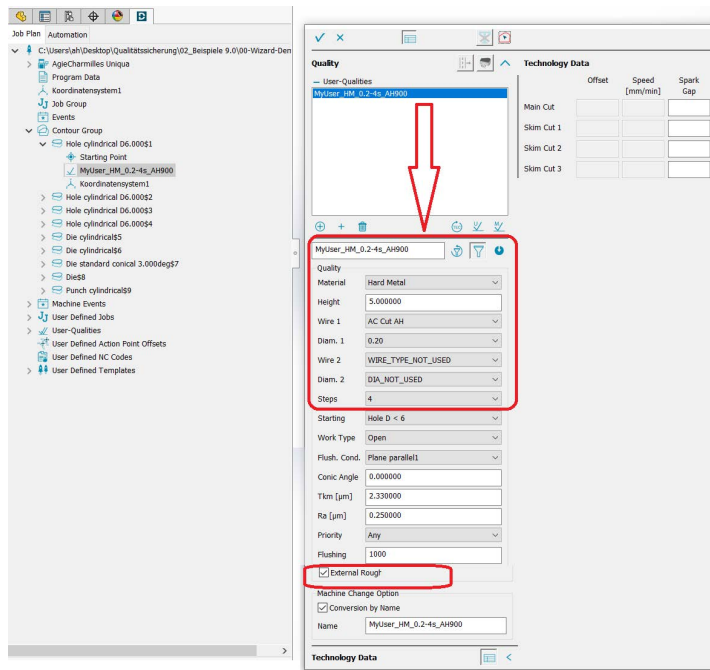 Job Plan Automation
C:\Users\ah\Desktop\Qualitätssicherung\02_Beispiele 9.0\00-Wizard-Den
AgieCharmilles Uniqua
Program Data
Koordinatensystem1
Job Group
Events
Contour Group
Hole cylindrical D6.000$1
Starting Point
MyUser_HM_0.2-4s_AH900
Koordinatensystem1
Hole cylindrical D6.000$2
Hole cylindrical D6.000$3
Hole cylindrical D6.000$4
Die cylindrical$5
Die cylindrical$6
Die standard conical 3.000deg$7
Die$8
Punch cylindrical$9
Machine Events
User Defined Jobs
User-Qualities
User Defined Action Point Offsets
User Defined NC Codes
User Defined Templates
Quality
User-Qualities
MyUser_HM_0.2-4s_AH900
MyUser_HM_0.2-4s_AH900
Quality
Material Hard Metal
Height 5.000000
Wire 1 AC Cut AH
Diam. 1 0.20
Wire 2 WIRE_TYPE_NOT_USED
Diam. 2 DIA_NOT_USED
Steps 4
Starting Hole D < 6
Work Type Open
Flush. Cond. Plane parallel1
Conic Angle 0.000000
Tkm [µm] 2.330000
Ra [µm] 0.250000
Priority Any
Flushing 1000
External Rough
Machine Change Option
Conversion by Name
Name MyUser_HM_0.2-4s_AH900
Technology Data
Technology Data
Offset Speed Spark
[mm/min] Gap
Main Cut
Skim Cut 1
Skim Cut 2
Skim Cut 3